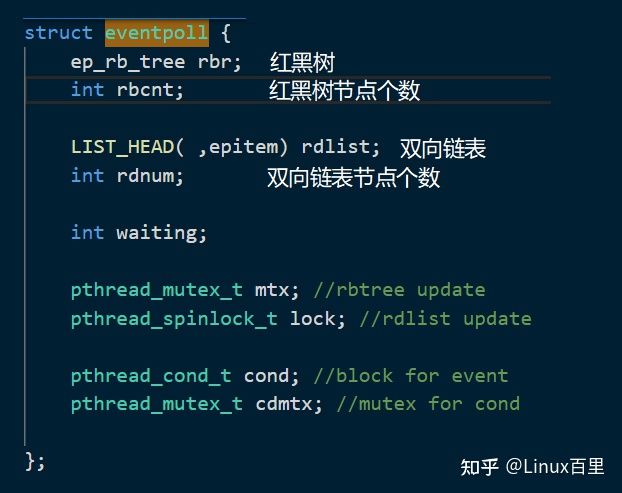 struct eventpoll {
ep_rb_tree rbr; 红黑树
int rbcnt; 红黑树节点个数
LIST_HEAD( ,epitem) rdlist; 双向链表
int rdnum; 双向链表节点个数
int waiting;
pthread_mutex_t mtx; //rbtree update
pthread_spinlock_t lock; //rdlist update
pthread_cond_t cond; //block for event
pthread_mutex_t cdmtx; //mutex for cond
};
知乎 @Linux百里